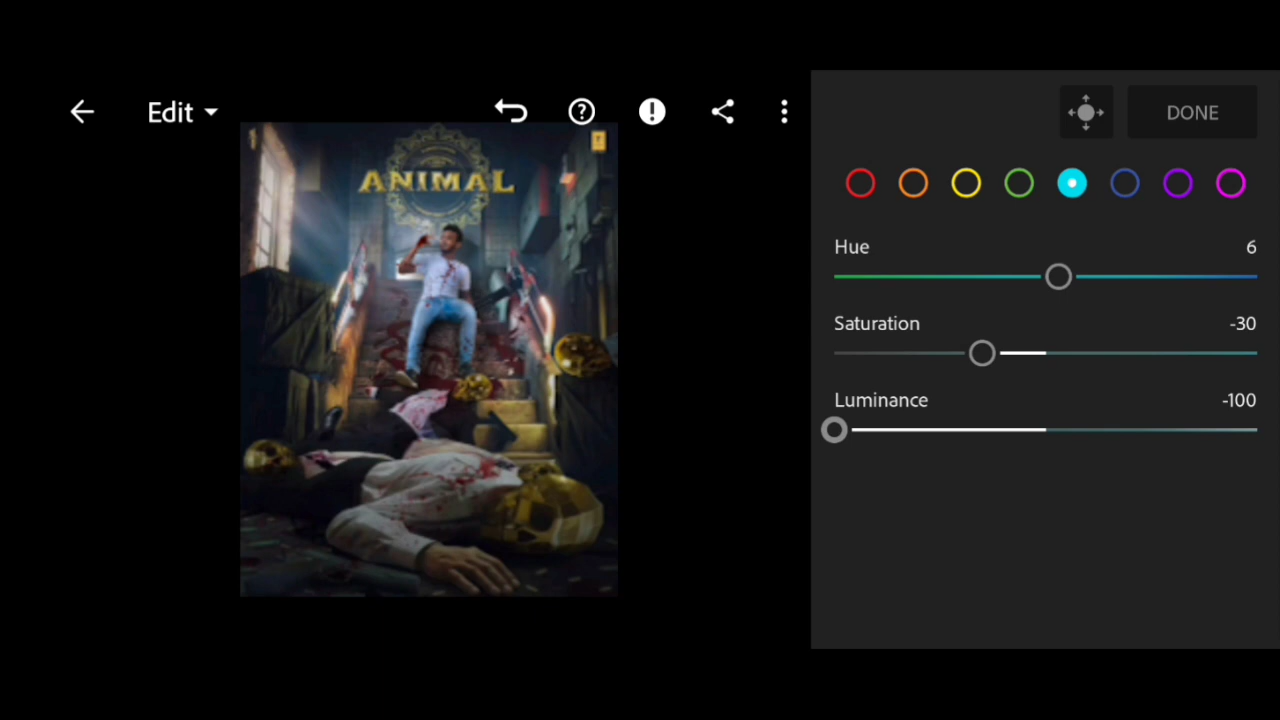 Edit
DONE
ANIMAL
Hue 6
Saturation -30
Luminance -100